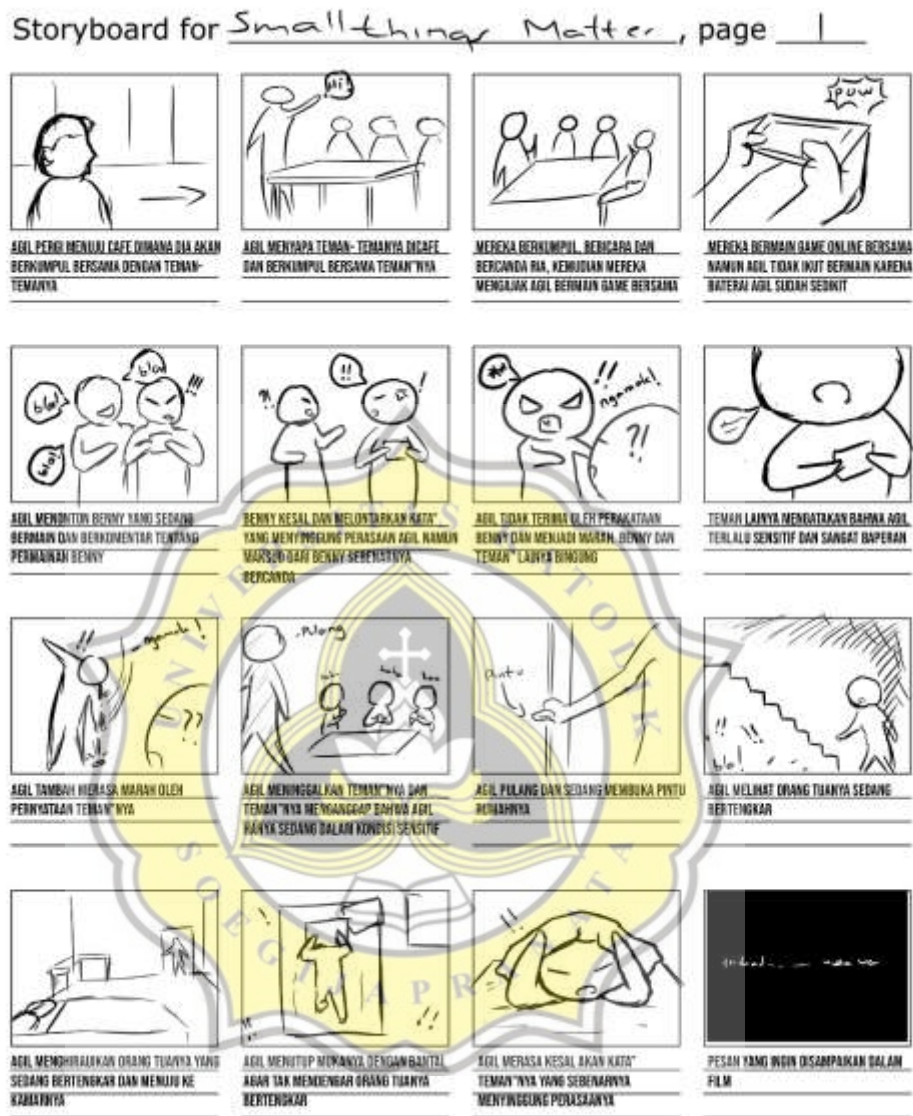 Storyboard for Small things Matter, page 1
Hi
POW
AGIL PERGI MENUJU CAFE DIMANA DIA AKAN
BERKUMPUL BERSAMA DENGAN TEMAN-
TEMANYA
AGIL MENYAPA TEMAN- TEMANYA DICAFE
DAN BERKUMPUL BERSAMA TEMAN"NYA
MEREKA BERKUMPUL, BEBICARA DAN
BERCANDA RIA, KEMUDIAN MEREKA
MENGAJAK AGIL BERMAIN GAME BERSAMA
MEREKA BERMAIN GAME ONLINE BERSAMA
NAMUN AGIL TIDAK IKUT BERMAIN KARENA
BATERAI AGIL SUDAH SEDIKIT
bla!
bla!
bla!
!!!
?!
!!
!
!!
ngamok!
?!
AGIL MENONTON BENNY YANG SEDANG
BERMAIN DAN BERKOMENTAR TENTANG
PERMAINAN BENNY
BENNY KESAL DAN MELONTARKAN KATA"
YANG MENYINGGUNG PERASAAN AGIL NAMUN
MAKSUD DARI BENNY SEBENARNYA
BERCANDA
AGIL TIDAK TERIMA OLEH PERAKATAAN
BENNY DAN MENJADI MARAH. BENNY DAN
TEMAN" LAINYA BINGUNG
TEMAN LAINYA MENGATAKAN BAHWA AGIL
TERLALU SENSITIF DAN SANGAT BAPERAN
!!
ngamok!
??
Pulang
Pintu
!!
!!
bla!
AGIL TAMBAH MERASA MARAH OLEH
PERNYATAAN TEMAN"NYA
AGIL MENINGGALKAN TEMAN"NYA DAN
TEMAN"NYA MENGANGGAP BAHWA AGIL
HANYA SEDANG DALAM KONDISI SENSITIF
AGIL PULANG DAN SEDANG MEMBUKA PINTU
RUMAHNYA
AGIL MELIHAT ORANG TUANYA SEDANG
BERTENGKAR
!!
!!
!!
AGIL MENGHIRAUKAN ORANG TUANYA YANG
SEDANG BERTENGKAR DAN MENUJU KE
KAMARNYA
AGIL MENUTUP MUKANYA DENGAN BANTAL
AGAR TAK MENDENGAR ORANG TUANYA
BERTENGKAR
AGIL MERASA KESAL AKAN KATA"
TEMAN"NYA YANG SEBENARNYA
MENYINGGUNG PERASAANYA
PESAN YANG INGIN DISAMPAIKAN DALAM
FILM
UNIVERSITAS KATOLIK
SOEGIJAPRANATA